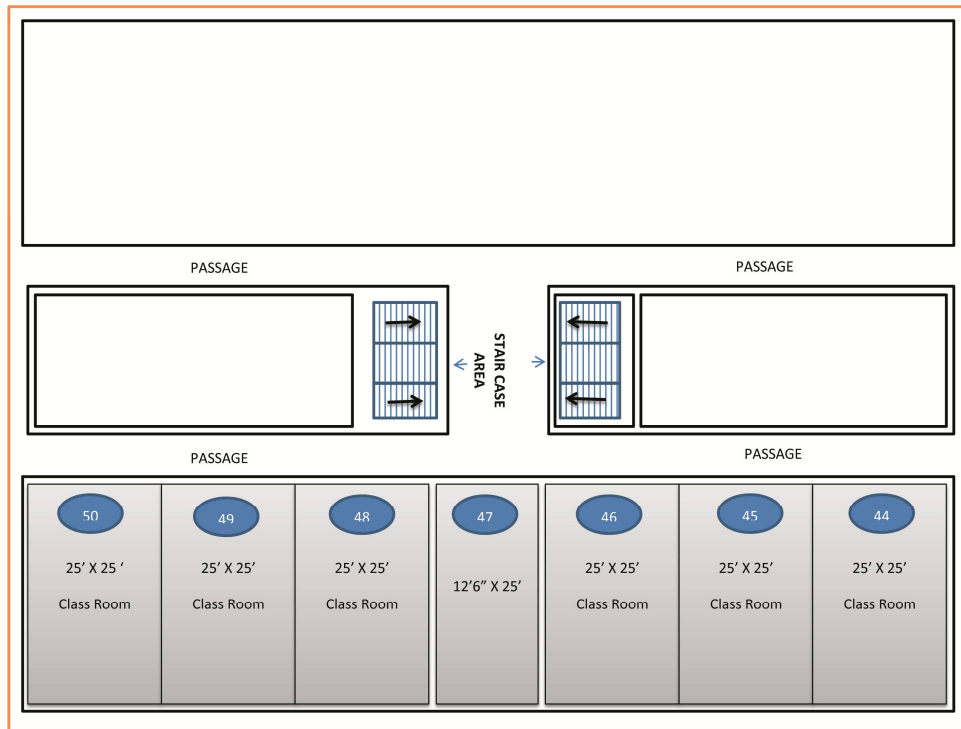 PASSAGE
PASSAGE
STAIR CASE
AREA
PASSAGE
PASSAGE
50
49
48
47
46
45
44
25’ X 25 ‘
25’ X 25’
25’ X 25’
12’6” X 25’
25’ X 25’
25’ X 25’
25’ X 25’
Class Room
Class Room
Class Room
Class Room
Class Room
Class Room